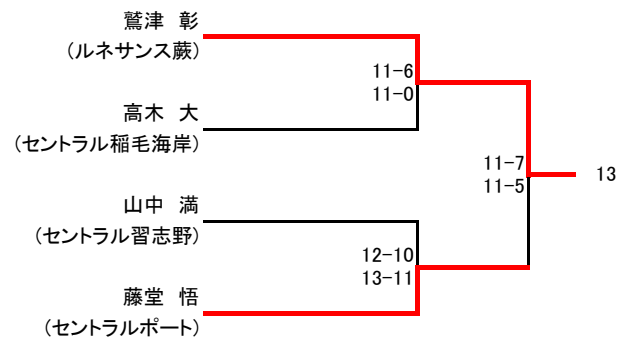 鷲津　彰
(ルネサンス蕨)
11-6
11-0
高木　大
(セントラル稲毛海岸)
11-7
11-5
13
山中　満
(セントラル習志野)
12-10
13-11
藤堂　悟
(セントラルポート)